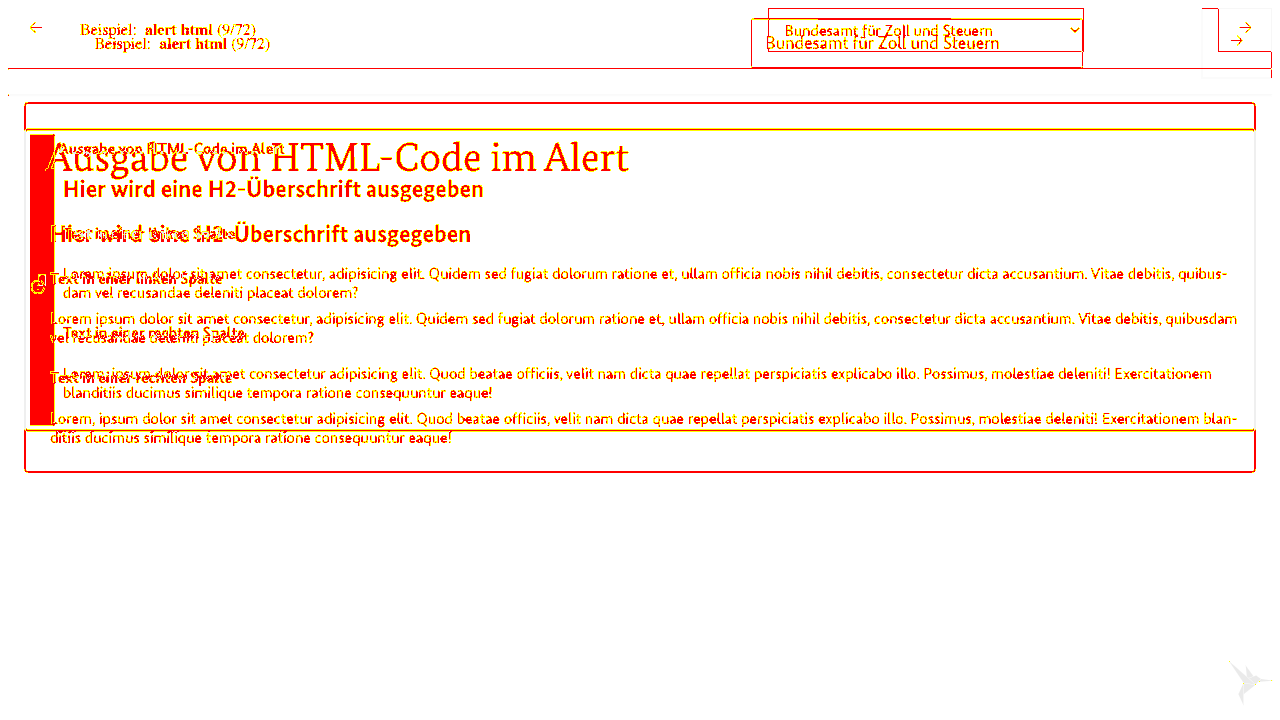 Beispiel: alert html (9/72)
Beispiel: alert html (9/72)
Bundesamt für Zoll und Steuern
Bundesamt für Zoll und Steuern
Ausgabe von HTML-Code im Alert
Ausgabe von HTML-Code im Alert
Hier wird eine H2-Überschrift ausgegeben
Hier wird eine H2-Überschrift ausgegeben
Text in einer linken Spalte
Lorem ipsum dolor sit amet consectetur, adipisicing elit. Quidem sed fugiat dolorum ratione et, ullam officia nobis nihil debitis, consectetur dicta accusantium. Vitae debitis, quibus-
Text in einer linken Spalte
dam vel recusandae deleniti placeat dolorem?
Lorem ipsum dolor sit amet consectetur, adipisicing elit. Quidem sed fugiat dolorum ratione et, ullam officia nobis nihil debitis, consectetur dicta accusantium. Vitae debitis, quibusdam
Text in einer rechten Spalte
vel recusandae deleniti placeat dolorem?
Lorem, ipsum dolor sit amet consectetur adipisicing elit. Quod beatae officiis, velit nam dicta quae repellat perspiciatis explicabo illo. Possimus, molestiae deleniti! Exercitationem
Text in einer rechten Spalte
blanditiis ducimus similique tempora ratione consequuntur eaque!
Lorem, ipsum dolor sit amet consectetur adipisicing elit. Quod beatae officiis, velit nam dicta quae repellat perspiciatis explicabo illo. Possimus, molestiae deleniti! Exercitationem blan-
ditiis ducimus similique tempora ratione consequuntur eaque!